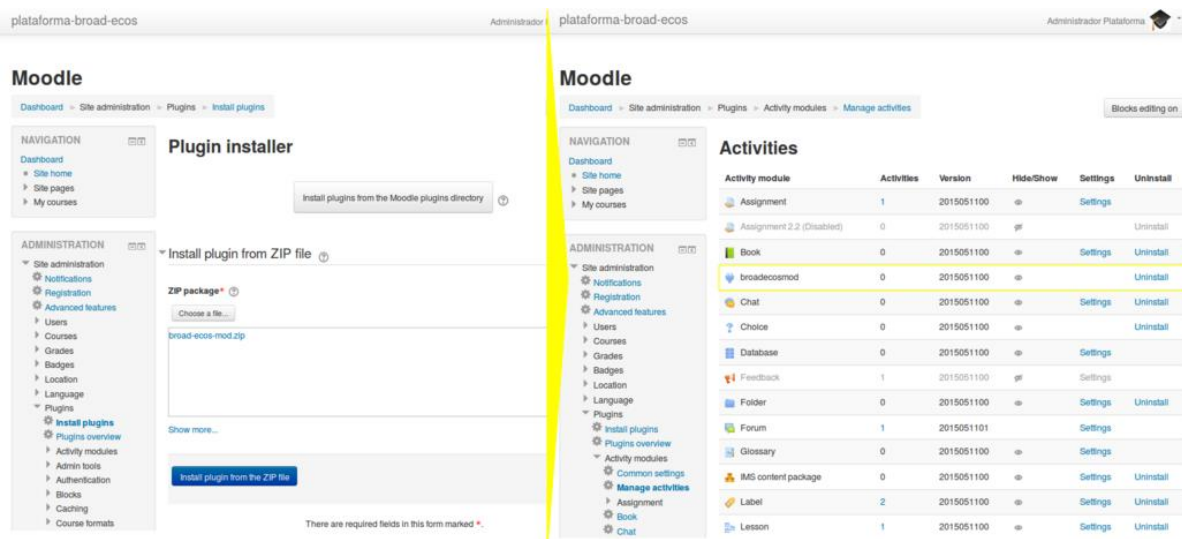 plataforma-broad-ecos
Administrador
Moodle
Dashboard Site administration Plugins Install plugins
NAVIGATION
Dashboard
Site home
Site pages
My courses
ADMINISTRATION
Site administration
Notifications
Registration
Advanced features
Users
Courses
Grades
Badges
Location
Language
Plugins
Install plugins
Plugins overview
Activity modules
Admin tools
Authentication
Blocks
Caching
Course formats
Plugin installer
Install plugins from the Moodle plugins directory
Install plugin from ZIP file
ZIP package*
Choose a file...
broad-ecos-mod.zip
Show more...
Install plugin from the ZIP file
There are required fields in this form marked *.
plataforma-broad-ecos
Administrador Plataforma
Moodle
Dashboard Site administration Plugins Activity modules Manage activities
Blocks editing on
NAVIGATION
Dashboard
Site home
Site pages
My courses
ADMINISTRATION
Site administration
Notifications
Registration
Advanced features
Users
Courses
Grades
Badges
Location
Language
Plugins
Install plugins
Plugins overview
Activity modules
Common settings
Manage activities
Assignment
Book
Chat
Activities
Activity module Activities Version Hide/Show Settings Uninstall
Assignment 1 2015051100 Settings
Assignment 2.2 (Disabled) 0 2015051100 Uninstall
Book 0 2015051100 Settings Uninstall
broadecosmod 0 2015051100 Uninstall
Chat 0 2015051100 Settings Uninstall
Choice 0 2015051100 Uninstall
Database 0 2015051100 Settings
Feedback 1 2015051100 Settings
Folder 0 2015051100 Settings Uninstall
Forum 1 2015051101 Settings
Glossary 0 2015051100 Settings
IMS content package 0 2015051100 Settings Uninstall
Label 2 2015051100 Settings Uninstall
Lesson 1 2015051100 Settings Uninstall